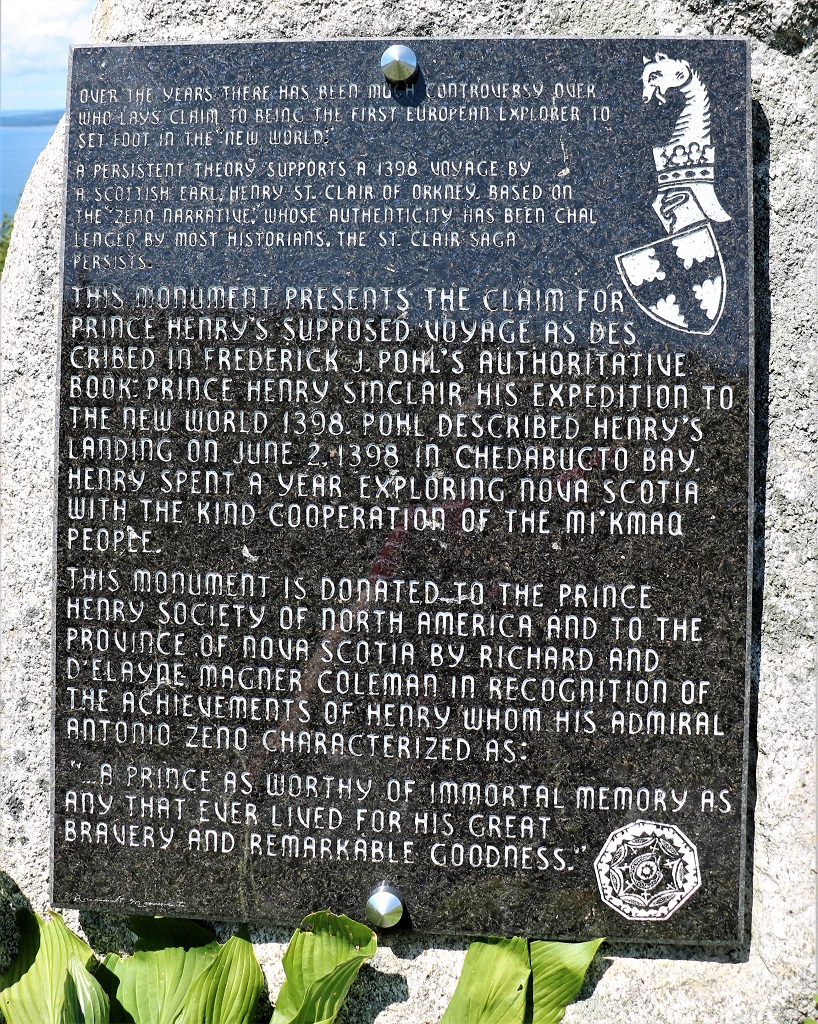 OVER THE YEARS THERE HAS BEEN MUCH CONTROVERSY OVER
WHO LAYS CLAIM TO BEING THE FIRST EUROPEAN EXPLORER TO
SET FOOT IN THE "NEW WORLD."
A PERSISTENT THEORY SUPPORTS A 1398 VOYAGE BY
A SCOTTISH EARL, HENRY ST. CLAIR OF ORKNEY. BASED ON
THE "ZENO NARRATIVE," WHOSE AUTHENTICITY HAS BEEN CHAL
LENGED BY MOST HISTORIANS, THE ST. CLAIR SAGA
PERSISTS.
THIS MONUMENT PRESENTS THE CLAIM FOR
PRINCE HENRY'S SUPPOSED VOYAGE AS DES
CRIBED IN FREDERICK J. POHL'S AUTHORITATIVE
BOOK: PRINCE HENRY SINCLAIR HIS EXPEDITION TO
THE NEW WORLD 1398. POHL DESCRIBED HENRY'S
LANDING ON JUNE 2, 1398 IN CHEDABUCTO BAY.
HENRY SPENT A YEAR EXPLORING NOVA SCOTIA
WITH THE KIND COOPERATION OF THE MI'KMAQ
PEOPLE.
THIS MONUMENT IS DONATED TO THE PRINCE
HENRY SOCIETY OF NORTH AMERICA AND TO THE
PROVINCE OF NOVA SCOTIA BY RICHARD AND
D'ELAYNE MAGNER COLEMAN IN RECOGNITION OF
THE ACHIEVEMENTS OF HENRY WHOM HIS ADMIRAL
ANTONIO ZENO CHARACTERIZED AS:
"...A PRINCE AS WORTHY OF IMMORTAL MEMORY AS
ANY THAT EVER LIVED FOR HIS GREAT
BRAVERY AND REMARKABLE GOODNESS."